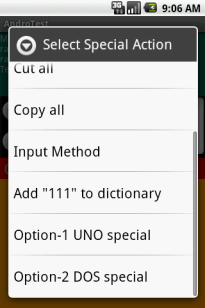 3G
9:06 AM
AndroTest
Select Special Action
Cut all
Copy all
Input Method
Add "111" to dictionary
Option-1 UNO special
Option-2 DOS special